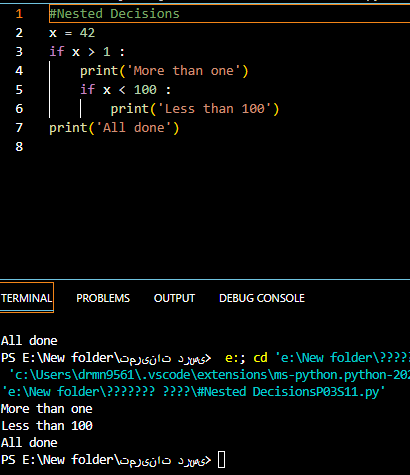 1 #Nested Decisions
2 x = 42
3 if x > 1 :
4 print('More than one')
5 if x < 100 :
6 print('Less than 100')
7 print('All done')
8
TERMINAL PROBLEMS OUTPUT DEBUG CONSOLE
All done
PS E:\New folder\تمرینات درسی> e:; cd 'e:\New folder\?????
'c:\Users\drmn9561\.vscode\extensions\ms-python.python-202
'e:\New folder\??????? ????\#Nested DecisionsP03S11.py'
More than one
Less than 100
All done
PS E:\New folder\تمرینات درسی>